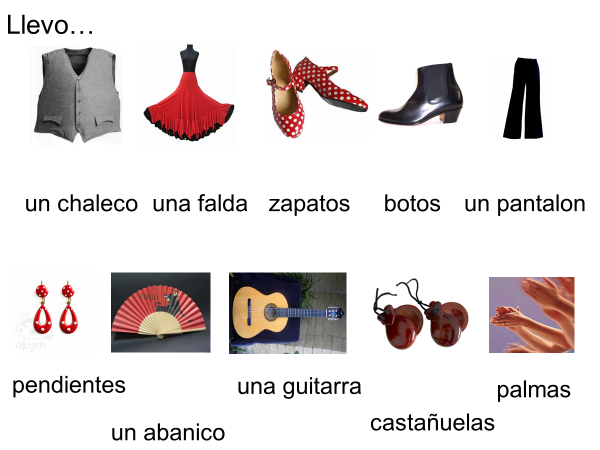 Llevo…
un chaleco
una falda
zapatos
botos
un pantalon
pendientes
un abanico
una guitarra
castañuelas
palmas